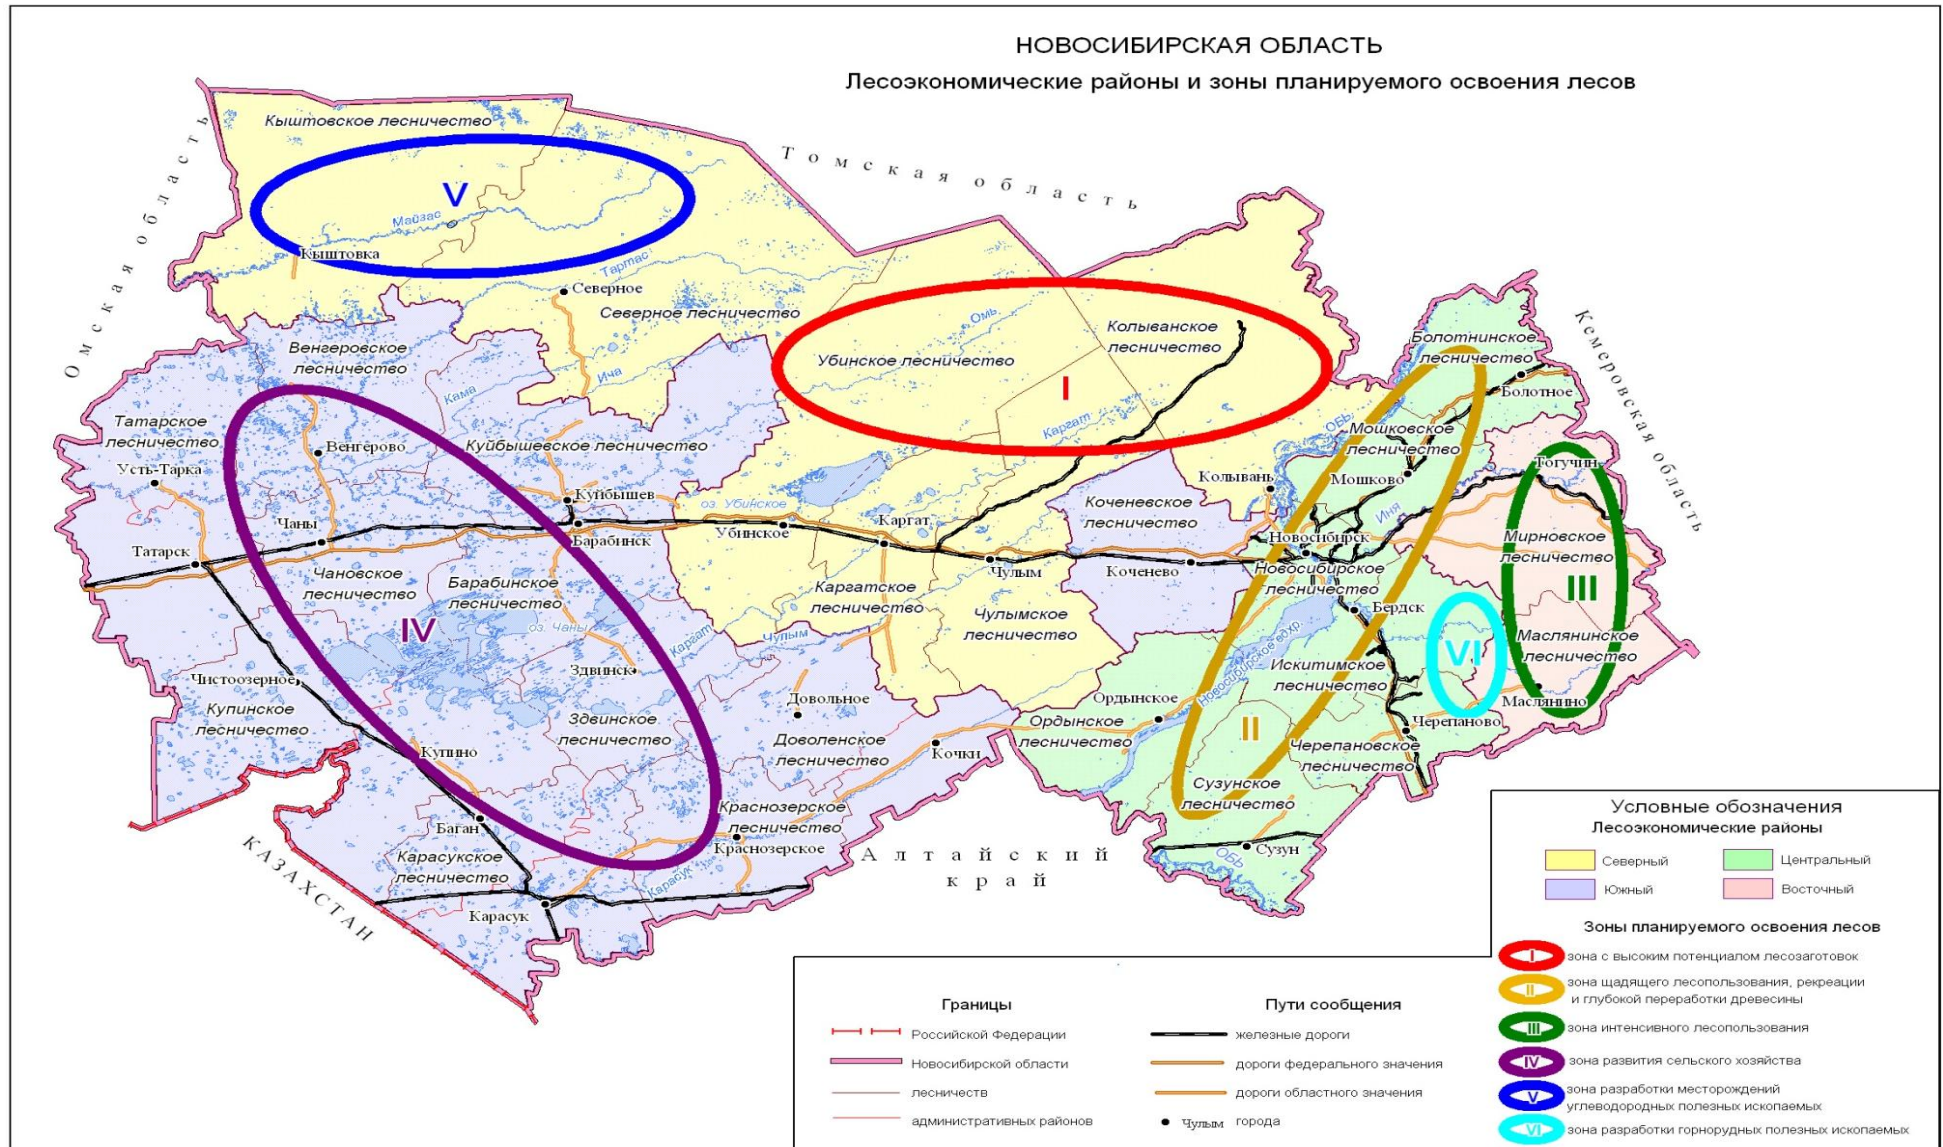 НОВОСИБИРСКАЯ ОБЛАСТЬ
Лесоэкономические районы и зоны планируемого освоения лесов
Омская область
Томская область
Кемеровская область
КАЗАХСТАН
Алтайский
край
Кыштовское лесничество
V
Майзас
Кыштовка
Тартас
Северное
Северное лесничество
Венгеровское
лесничество
Ича
Кама
Омь
Колыванское
лесничество
Убинское лесничество
I
Каргат
Болотнинское
лесничество
Болотное
ОБЬ
Мошковское
лесничество
Мошково
Татарское
лесничество
Усть-Тарка
Венгерово
Куйбышевское лесничество
Куйбышев
Чаны
Барабинск
Татарск
оз. Убинское
Убинское
Каргат
Чулым
Коченевское
лесничество
Коченево
Колывань
Тогучин
Иня
Новосибирск
Новосибирское
лесничество
Мирновское
лесничество
III
Чановское
лесничество
Барабинское
лесничество
IV
оз. Чаны
Каргатское
лесничество
Чулымское
лесничество
Каргат
Чулым
Бердск
VI
Маслянинское
лесничество
Маслянино
Здвинск
Чистоозерное
Купинское
лесничество
Здвинское
лесничество
Довольное
Доволенское
лесничество
Кочки
Ордынское
Ордынское
лесничество
Новосибирское вдхр.
Искитимское
лесничество
II
Черепаново
Черепановское
лесничество
Сузунское
лесничество
Сузун
ОБЬ
Купино
Баган
Краснозерское
лесничество
Краснозерское
Карасукское
лесничество
Карасук
Карасук
Условные обозначения
Лесоэкономические районы
Северный
Центральный
Южный
Восточный
Зоны планируемого освоения лесов
I зона с высоким потенциалом лесозаготовок
II зона щадящего лесопользования, рекреации
и глубокой переработки древесины
III зона интенсивного лесопользования
IV зона развития сельского хозяйства
V зона разработки месторождений
углеводородных полезных ископаемых
VI зона разработки горнорудных полезных ископаемых
Границы
Российской Федерации
Новосибирской области
лесничеств
административных районов
Пути сообщения
железные дороги
дороги федерального значения
дороги областного значения
Чулым города